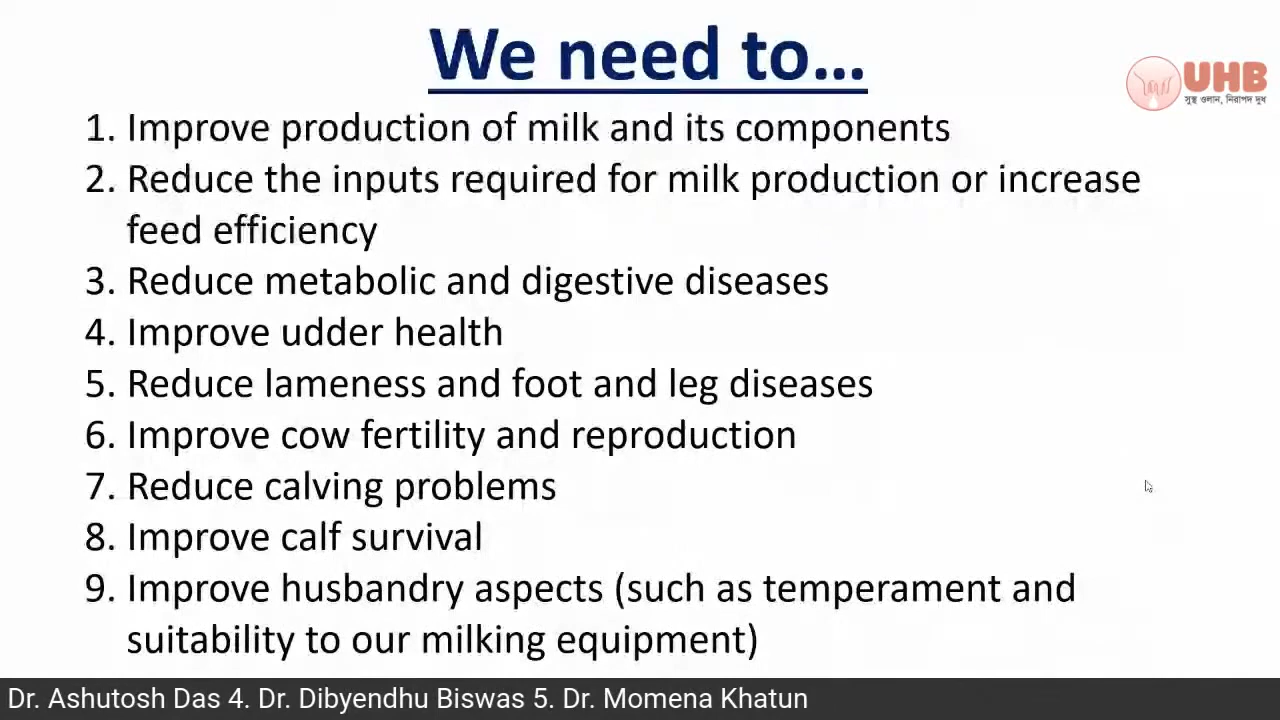 We need to...
UHB
সুস্থ ওলান, নিরাপদ দুধ
1. Improve production of milk and its components
2. Reduce the inputs required for milk production or increase
feed efficiency
3. Reduce metabolic and digestive diseases
4. Improve udder health
5. Reduce lameness and foot and leg diseases
6. Improve cow fertility and reproduction
7. Reduce calving problems
8. Improve calf survival
9. Improve husbandry aspects (such as temperament and
suitability to our milking equipment)
Dr. Ashutosh Das 4. Dr. Dibyendhu Biswas 5. Dr. Momena Khatun